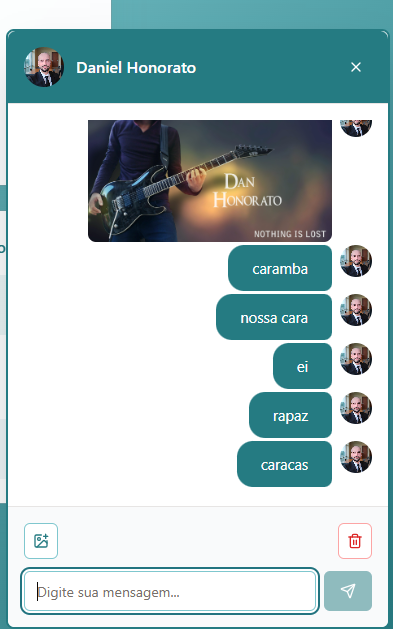 Daniel Honorato
DAN
HONORATO
NOTHING IS LOST
caramba
nossa cara
ei
rapaz
caracas
Digite sua mensagem...